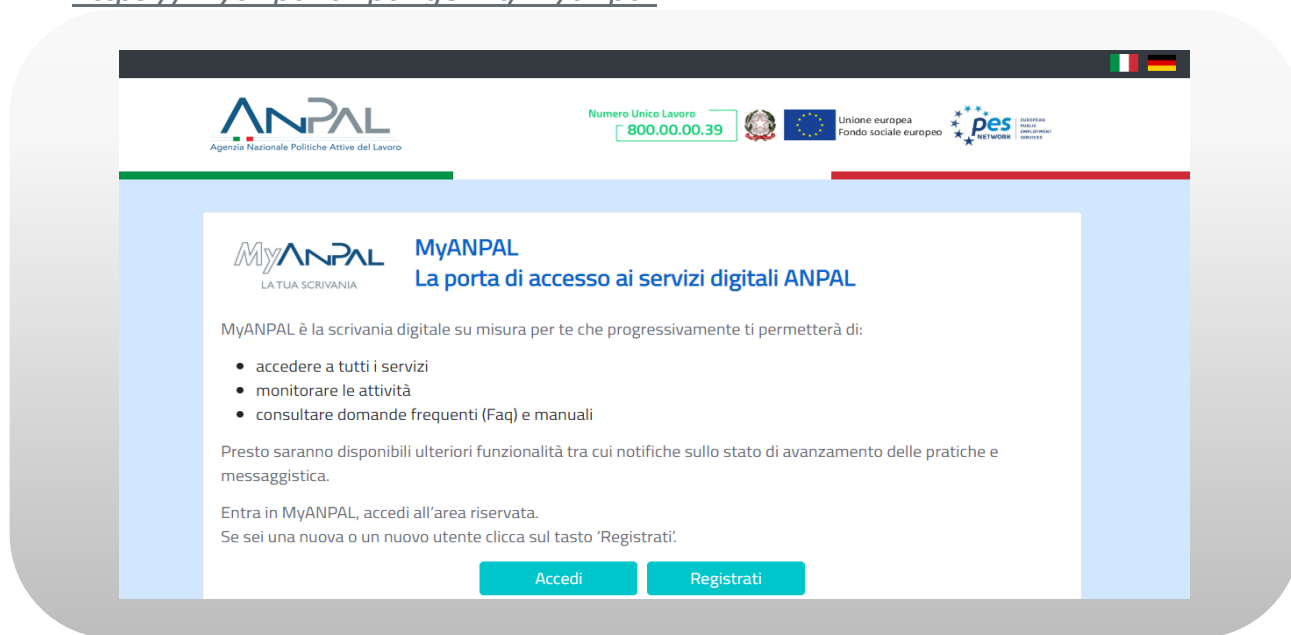 ANPAL
Agenzia Nazionale Politiche Attive del Lavoro
Numero Unico Lavoro
800.00.00.39
Unione europea
Fondo sociale europeo
pes
NETWORK
EUROPEAN
PUBLIC
EMPLOYMENT
SERVICES
MyANPAL
LA TUA SCRIVANIA
MyANPAL
La porta di accesso ai servizi digitali ANPAL
MyANPAL è la scrivania digitale su misura per te che progressivamente ti permetterà di:
• accedere a tutti i servizi
• monitorare le attività
• consultare domande frequenti (Faq) e manuali
Presto saranno disponibili ulteriori funzionalità tra cui notifiche sullo stato di avanzamento delle pratiche e
messaggistica.
Entra in MyANPAL, accedi all’area riservata.
Se sei una nuova o un nuovo utente clicca sul tasto ‘Registrati’.
Accedi Registrati